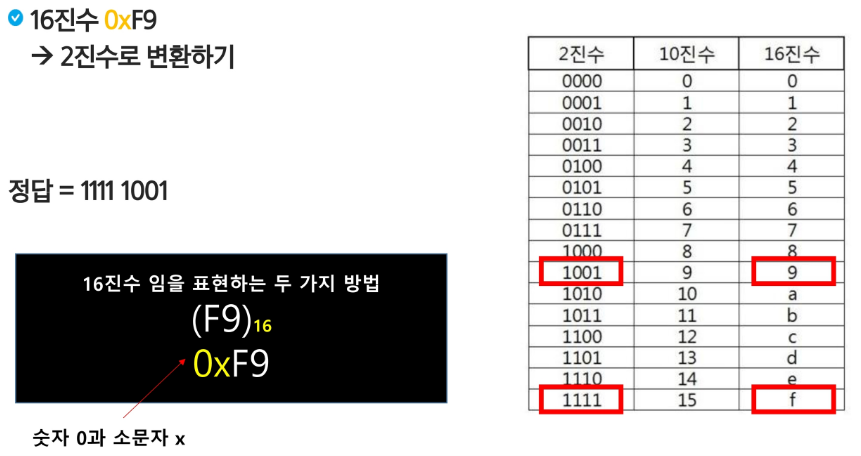 16진수 0xF9
→ 2진수로 변환하기
정답 = 1111 1001
16진수 임을 표현하는 두 가지 방법
(F9)16
0xF9
숫자 0과 소문자 x
2진수 10진수 16진수
0000 0 0
0001 1 1
0010 2 2
0011 3 3
0100 4 4
0101 5 5
0110 6 6
0111 7 7
1000 8 8
1001 9 9
1010 10 a
1011 11 b
1100 12 c
1101 13 d
1110 14 e
1111 15 f